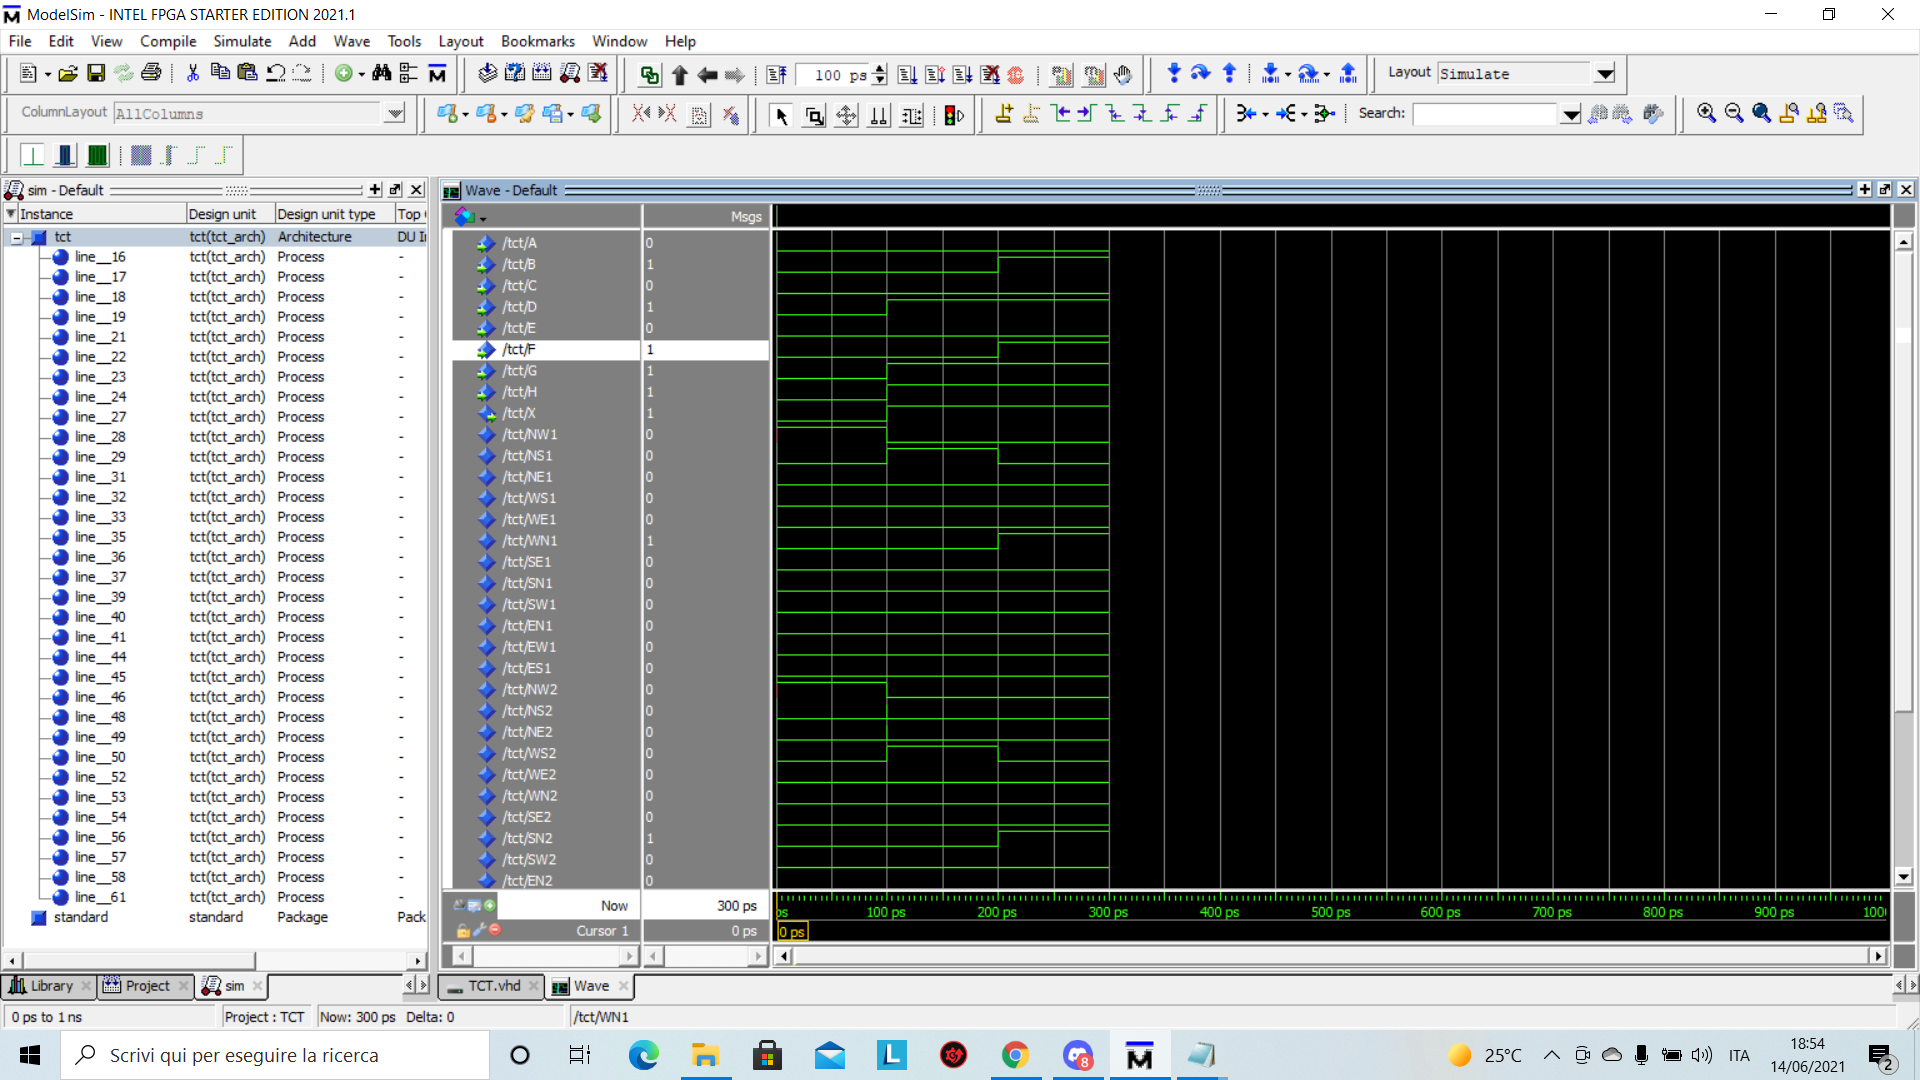 ModelSim - INTEL FPGA STARTER EDITION 2021.1
File Edit View Compile Simulate Add Wave Tools Layout Bookmarks Window Help
100 ps
Layout Simulate
ColumnLayout AllColumns
Search:
sim - Default
Wave - Default
Instance Design unit Design unit type Top
Msgs
tct tct(tct_arch) Architecture DU
line__16 tct(tct_arch) Process -
line__17 tct(tct_arch) Process -
line__18 tct(tct_arch) Process -
line__19 tct(tct_arch) Process -
line__21 tct(tct_arch) Process -
line__22 tct(tct_arch) Process -
line__23 tct(tct_arch) Process -
line__24 tct(tct_arch) Process -
line__27 tct(tct_arch) Process -
line__28 tct(tct_arch) Process -
line__29 tct(tct_arch) Process -
line__31 tct(tct_arch) Process -
line__32 tct(tct_arch) Process -
line__33 tct(tct_arch) Process -
line__35 tct(tct_arch) Process -
line__36 tct(tct_arch) Process -
line__37 tct(tct_arch) Process -
line__39 tct(tct_arch) Process -
line__40 tct(tct_arch) Process -
line__41 tct(tct_arch) Process -
line__44 tct(tct_arch) Process -
line__45 tct(tct_arch) Process -
line__46 tct(tct_arch) Process -
line__48 tct(tct_arch) Process -
line__49 tct(tct_arch) Process -
line__50 tct(tct_arch) Process -
line__52 tct(tct_arch) Process -
line__53 tct(tct_arch) Process -
line__54 tct(tct_arch) Process -
line__56 tct(tct_arch) Process -
line__57 tct(tct_arch) Process -
line__58 tct(tct_arch) Process -
line__61 tct(tct_arch) Process -
standard standard Package Pack
/tct/A 0
/tct/B 1
/tct/C 0
/tct/D 1
/tct/E 0
/tct/F 1
/tct/G 1
/tct/H 1
/tct/X 1
/tct/NW1 0
/tct/NS1 0
/tct/NE1 0
/tct/WS1 0
/tct/WE1 0
/tct/WN1 1
/tct/SE1 0
/tct/SN1 0
/tct/SW1 0
/tct/EN1 0
/tct/EW1 0
/tct/ES1 0
/tct/NW2 0
/tct/NS2 0
/tct/NE2 0
/tct/WS2 0
/tct/WE2 0
/tct/WN2 0
/tct/SE2 0
/tct/SN2 1
/tct/SW2 0
/tct/EN2 0
Now 300 ps
ps 100 ps 200 ps 300 ps 400 ps 500 ps 600 ps 700 ps 800 ps 900 ps 100
Cursor 1 0 ps
0 ps
Library Project sim
TCT.vhd Wave
0 ps to 1 ns Project : TCT Now: 300 ps Delta: 0 /tct/WN1
Scrivi qui per eseguire la ricerca
L
8
25°C ITA
18:54
14/06/2021
2